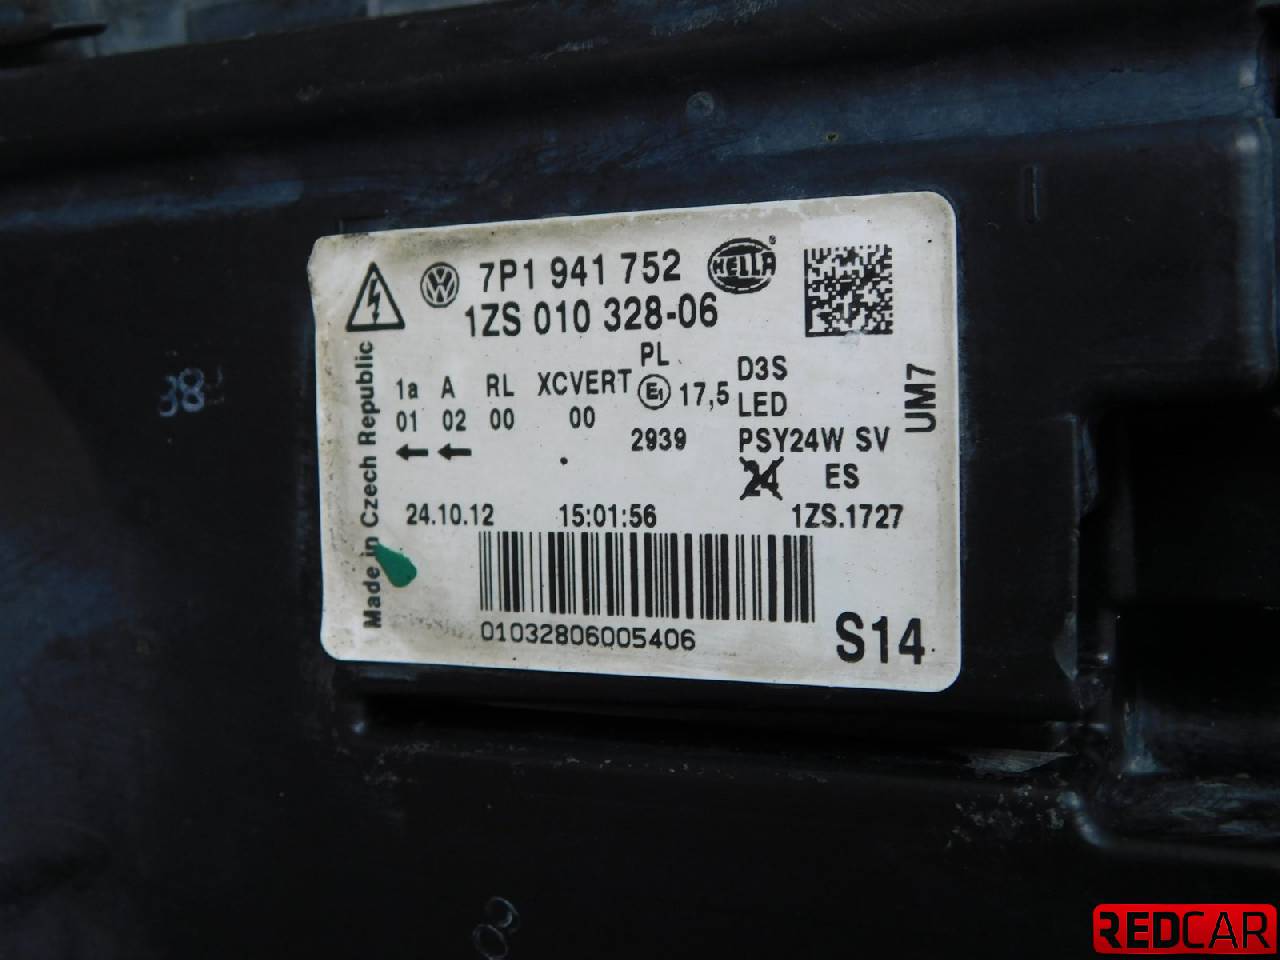 7P1 941 752 HELLA
1ZS 010 328-06
1a A RL XCVERT PL D3S
01 02 00 00 E1 17,5 LED
2939 PSY24W SV
24 ES
24.10.12 15:01:56 1ZS.1727
01032806005406
S14
Made in Czech Republic
UM7
REDCAR